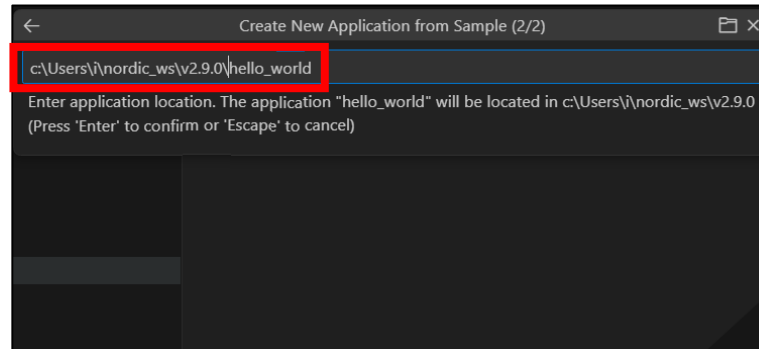 Create New Application from Sample (2/2)
c:\Users\i\nordic_ws\v2.9.0\hello_world
Enter application location. The application "hello_world" will be located in c:\Users\i\nordic_ws\v2.9.0
(Press 'Enter' to confirm or 'Escape' to cancel)